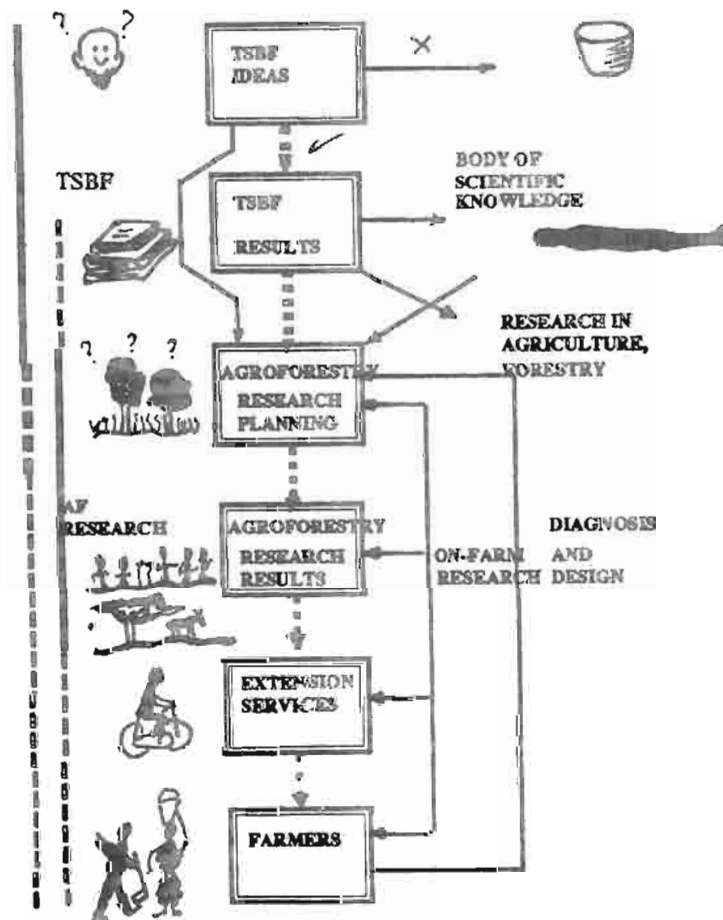 ? ?
TSBF
IDEAS
X
TSBF
BODY OF
SCIENTIFIC
KNOWLEDGE
TSBF
RESULTS
RESEARCH IN
AGRICULTURE,
FORESTRY
? ? ?
AGROFORESTRY
RESEARCH
PLANNING
AF
RESEARCH
AGROFORESTRY
RESEARCH
RESULTS
DIAGNOSIS
ON-FARM AND
RESEARCH DESIGN
EXTENSION
SERVICES
FARMERS